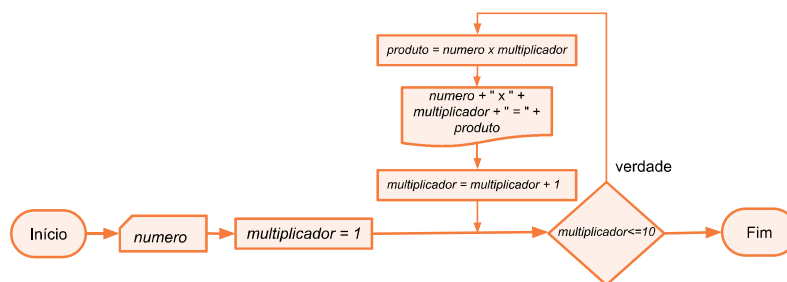 produto = numero x multiplicador
numero + " x " +
multiplicador + " = " +
produto
multiplicador = multiplicador + 1
verdade
Início
numero
multiplicador = 1
multiplicador<=10
Fim